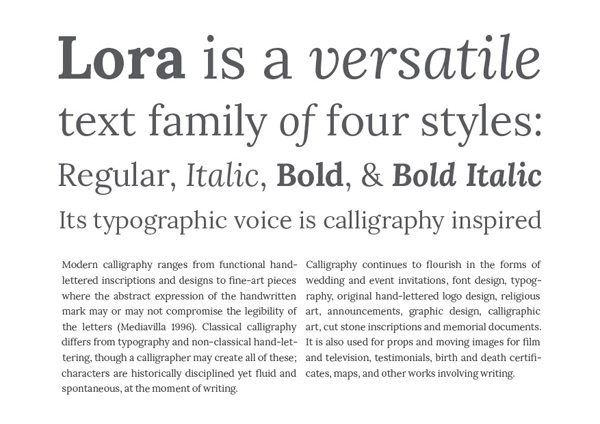 Lora is a versatile
text family of four styles:
Regular, Italic, Bold, & Bold Italic
Its typographic voice is calligraphy inspired
Modern calligraphy ranges from functional hand-
lettered inscriptions and designs to fine-art pieces
where the abstract expression of the handwritten
mark may or may not compromise the legibility of
the letters (Mediavilla 1996). Classical calligraphy
differs from typography and non-classical hand-let-
tering, though a calligrapher may create all of these;
characters are historically disciplined yet fluid and
spontaneous, at the moment of writing.
Calligraphy continues to flourish in the forms of
wedding and event invitations, font design, typog-
raphy, original hand-lettered logo design, religious
art, announcements, graphic design, calligraphic
art, cut stone inscriptions and memorial documents.
It is also used for props and moving images for film
and television, testimonials, birth and death certifi-
cates, maps, and other works involving writing.